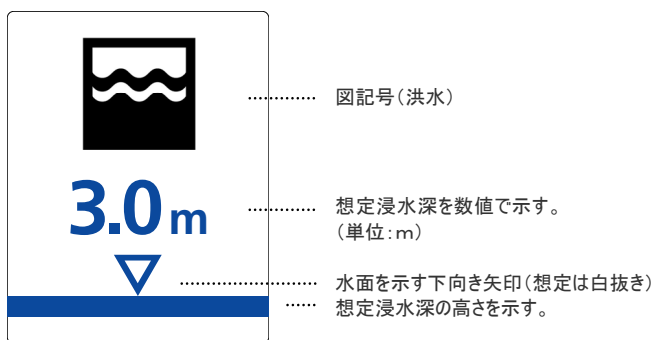 図記号（洪水）
3.0m
想定浸水深を数値で示す。
（単位：ｍ）
水面を示す下向き矢印（想定は白抜き）
想定浸水深の高さを示す。